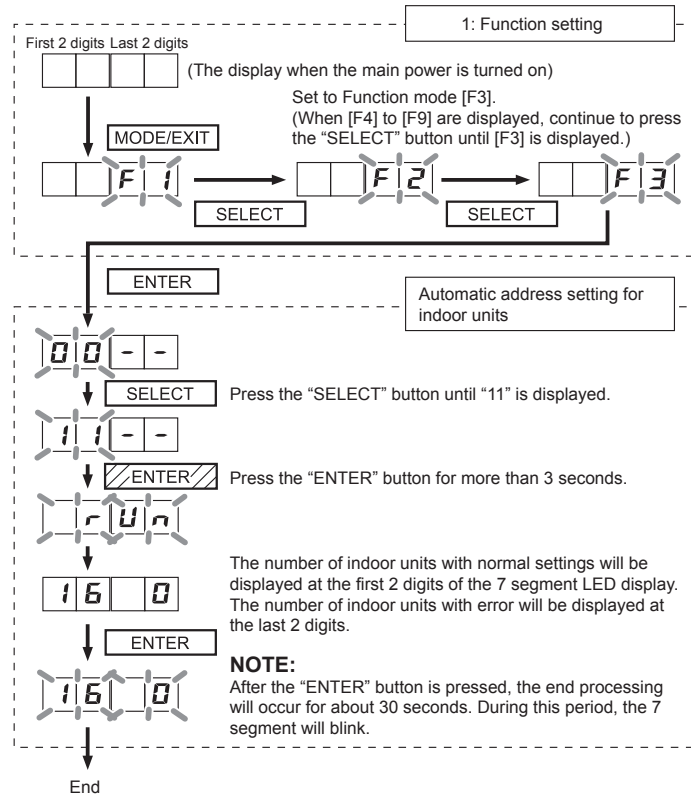 1: Function setting
First 2 digits Last 2 digits
(The display when the main power is turned on)
Set to Function mode [F3].
(When [F4] to [F9] are displayed, continue to press
the “SELECT” button until [F3] is displayed.)
MODE/EXIT
F 1
F 2
F 3
SELECT
SELECT
ENTER
Automatic address setting for
indoor units
0 0 - -
SELECT
Press the “SELECT” button until “11” is displayed.
1 1 - -
ENTER
Press the “ENTER” button for more than 3 seconds.
r U n
The number of indoor units with normal settings will be
displayed at the first 2 digits of the 7 segment LED display.
The number of indoor units with error will be displayed at
the last 2 digits.
1 6 0
ENTER
NOTE:
After the “ENTER” button is pressed, the end processing
will occur for about 30 seconds. During this period, the 7
segment will blink.
1 6 0
End